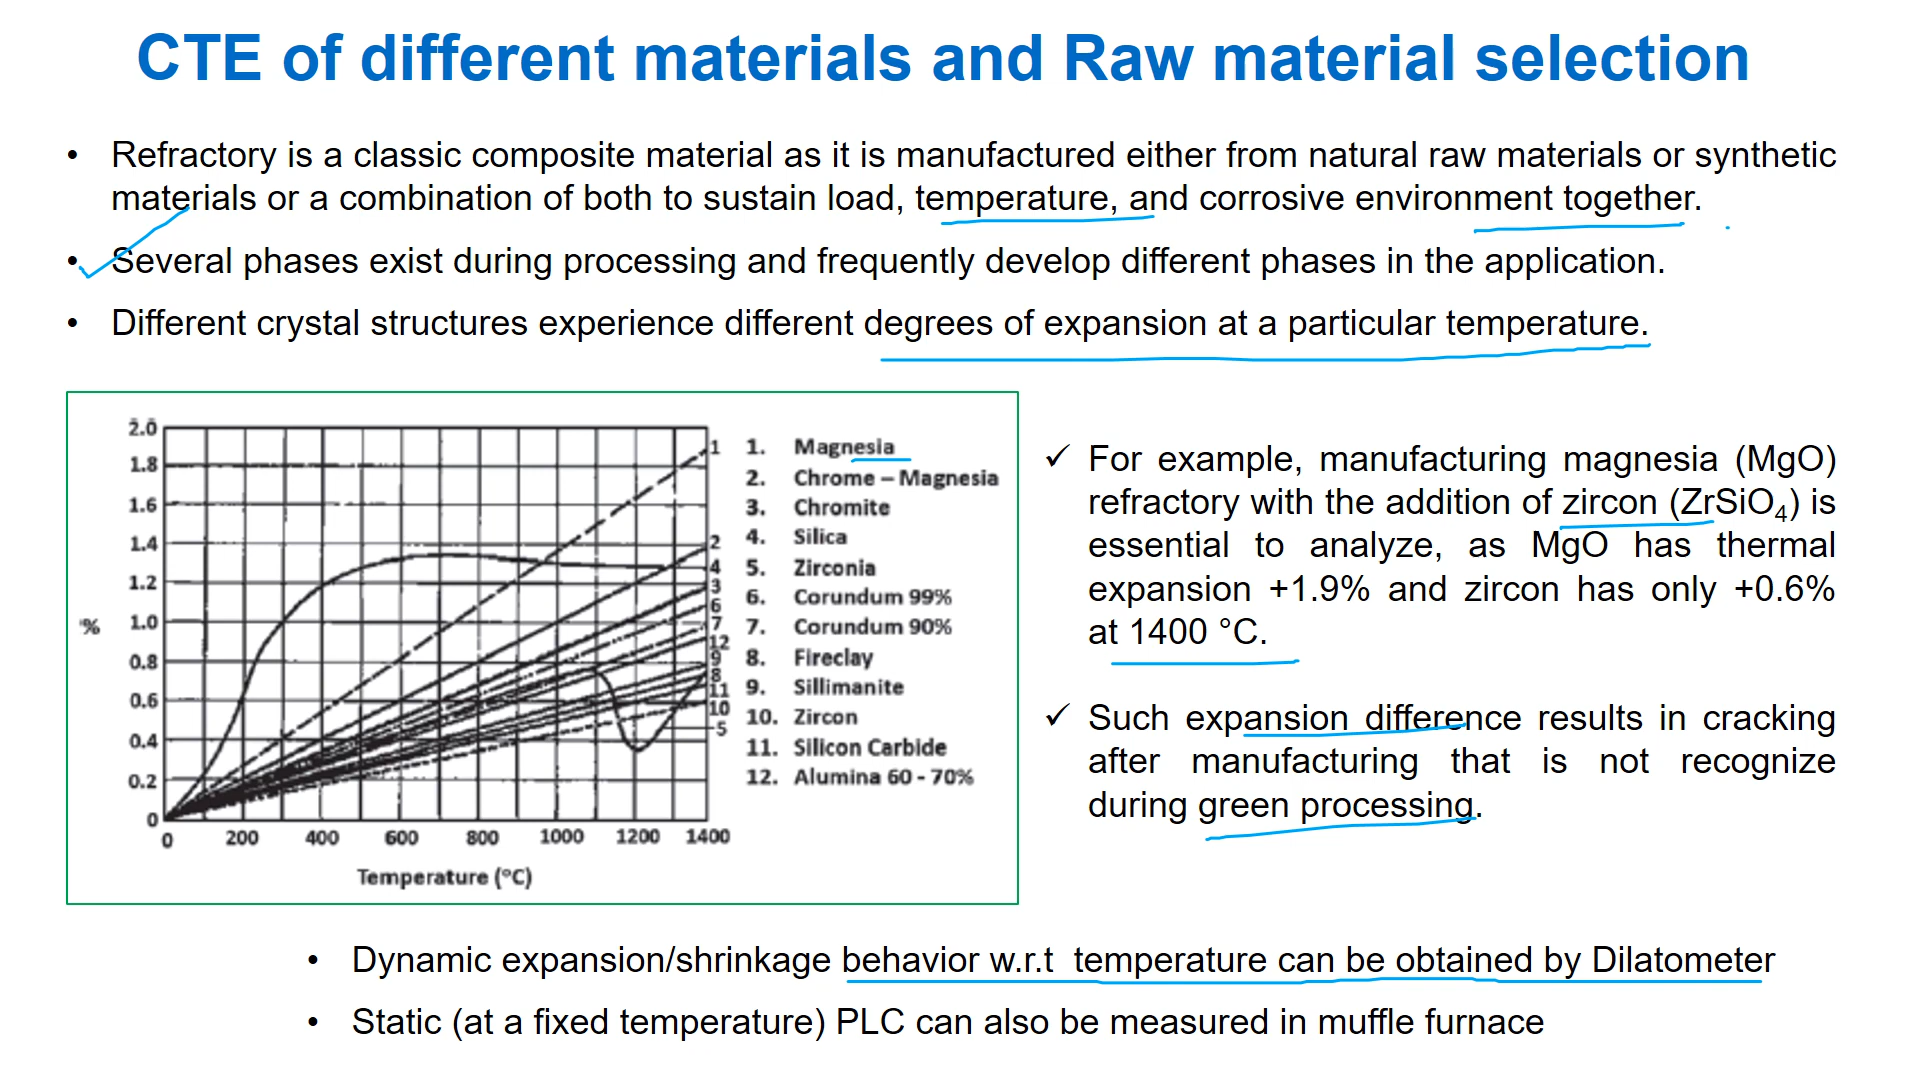 CTE of different materials and Raw material selection
• Refractory is a classic composite material as it is manufactured either from natural raw materials or synthetic
materials or a combination of both to sustain load, temperature, and corrosive environment together.
• Several phases exist during processing and frequently develop different phases in the application.
• Different crystal structures experience different degrees of expansion at a particular temperature.
2.0
1.8
1.6
1.4
1.2
1.0
0.8
0.6
0.4
0.2
0
%
0 200 400 600 800 1000 1200 1400
Temperature (°C)
1
2
4
3
6
7
12
9
8
11
10
5
1. Magnesia
2. Chrome – Magnesia
3. Chromite
4. Silica
5. Zirconia
6. Corundum 99%
7. Corundum 90%
8. Fireclay
9. Sillimanite
10. Zircon
11. Silicon Carbide
12. Alumina 60 - 70%
✓ For example, manufacturing magnesia (MgO)
refractory with the addition of zircon (ZrSiO₄) is
essential to analyze, as MgO has thermal
expansion +1.9% and zircon has only +0.6%
at 1400 °C.
✓ Such expansion difference results in cracking
after manufacturing that is not recognize
during green processing.
• Dynamic expansion/shrinkage behavior w.r.t temperature can be obtained by Dilatometer
• Static (at a fixed temperature) PLC can also be measured in muffle furnace